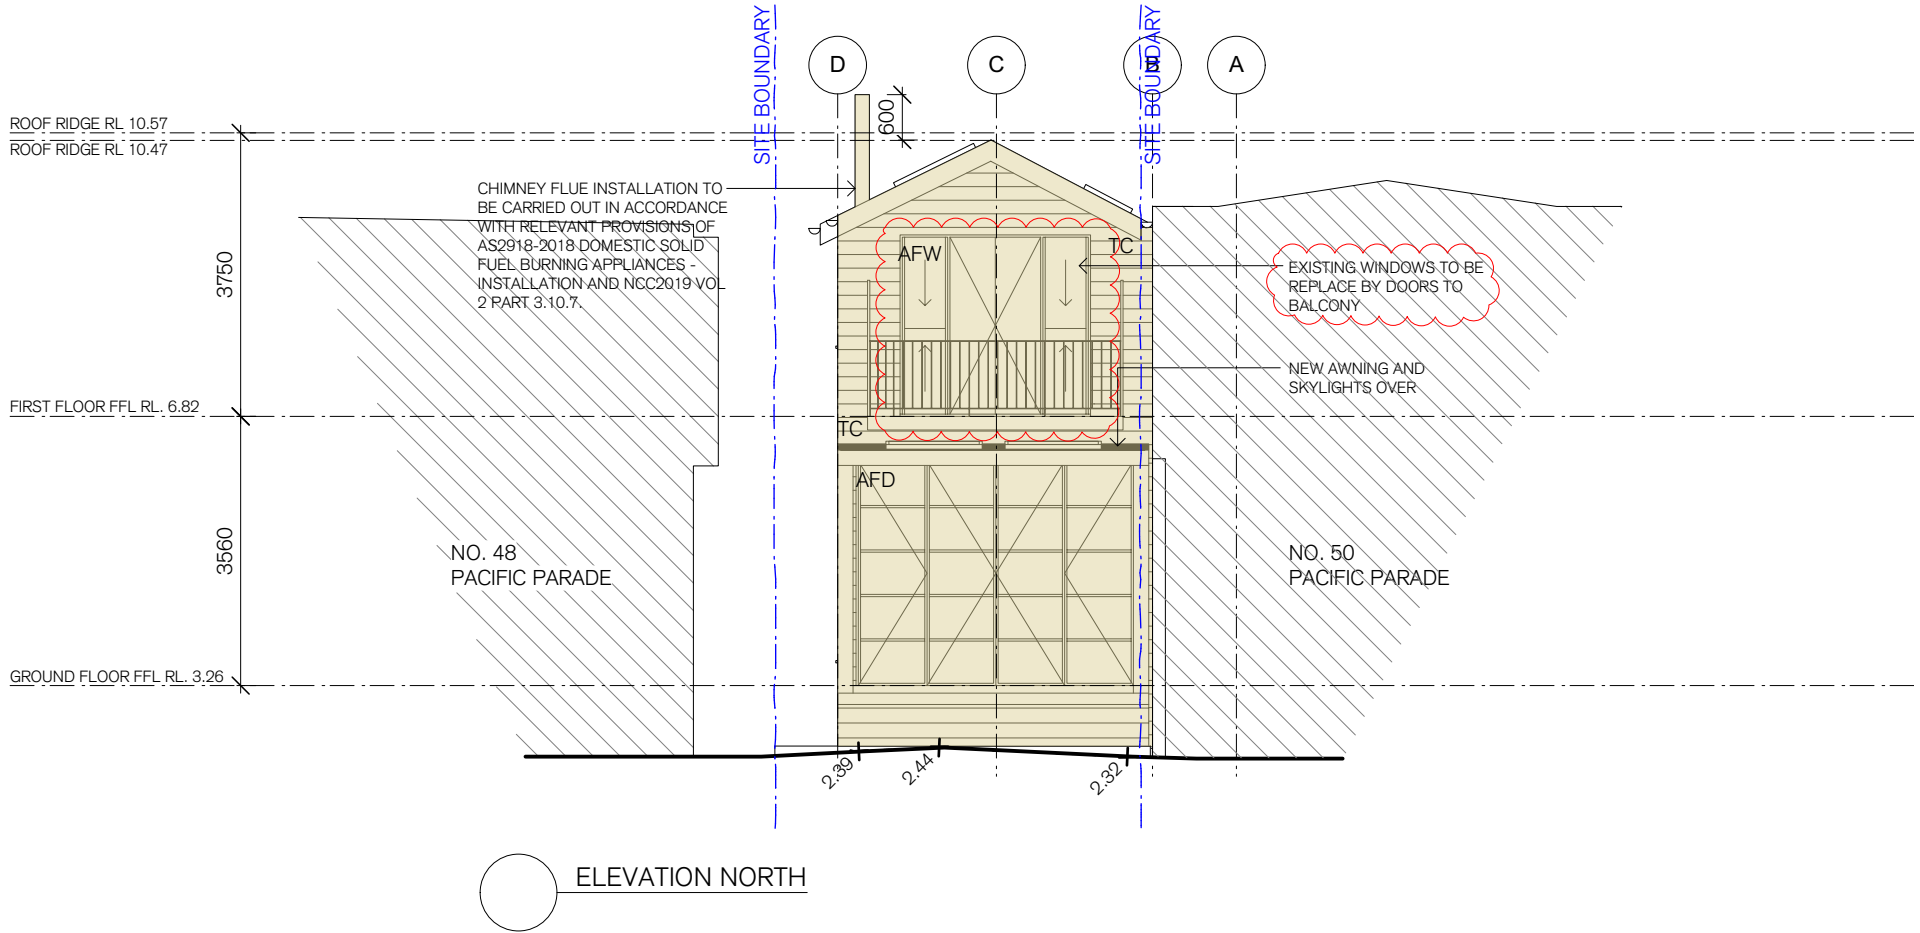 SITE BOUNDARY
SITE BOUNDARY
D
C
B
A
600
ROOF RIDGE RL 10.57
ROOF RIDGE RL 10.47
CHIMNEY FLUE INSTALLATION TO
BE CARRIED OUT IN ACCORDANCE
WITH RELEVANT PROVISIONS OF
AS2918-2018 DOMESTIC SOLID
FUEL BURNING APPLIANCES -
INSTALLATION AND NCC2019 VOL
2 PART 3.10.7.
AFW
TC
EXISTING WINDOWS TO BE
REPLACE BY DOORS TO
BALCONY
3750
NEW AWNING AND
SKYLIGHTS OVER
FIRST FLOOR FFL RL. 6.82
TC
AFD
3560
NO. 48
PACIFIC PARADE
NO. 50
PACIFIC PARADE
GROUND FLOOR FFL RL. 3.26
2.39
2.44
2.32
ELEVATION NORTH